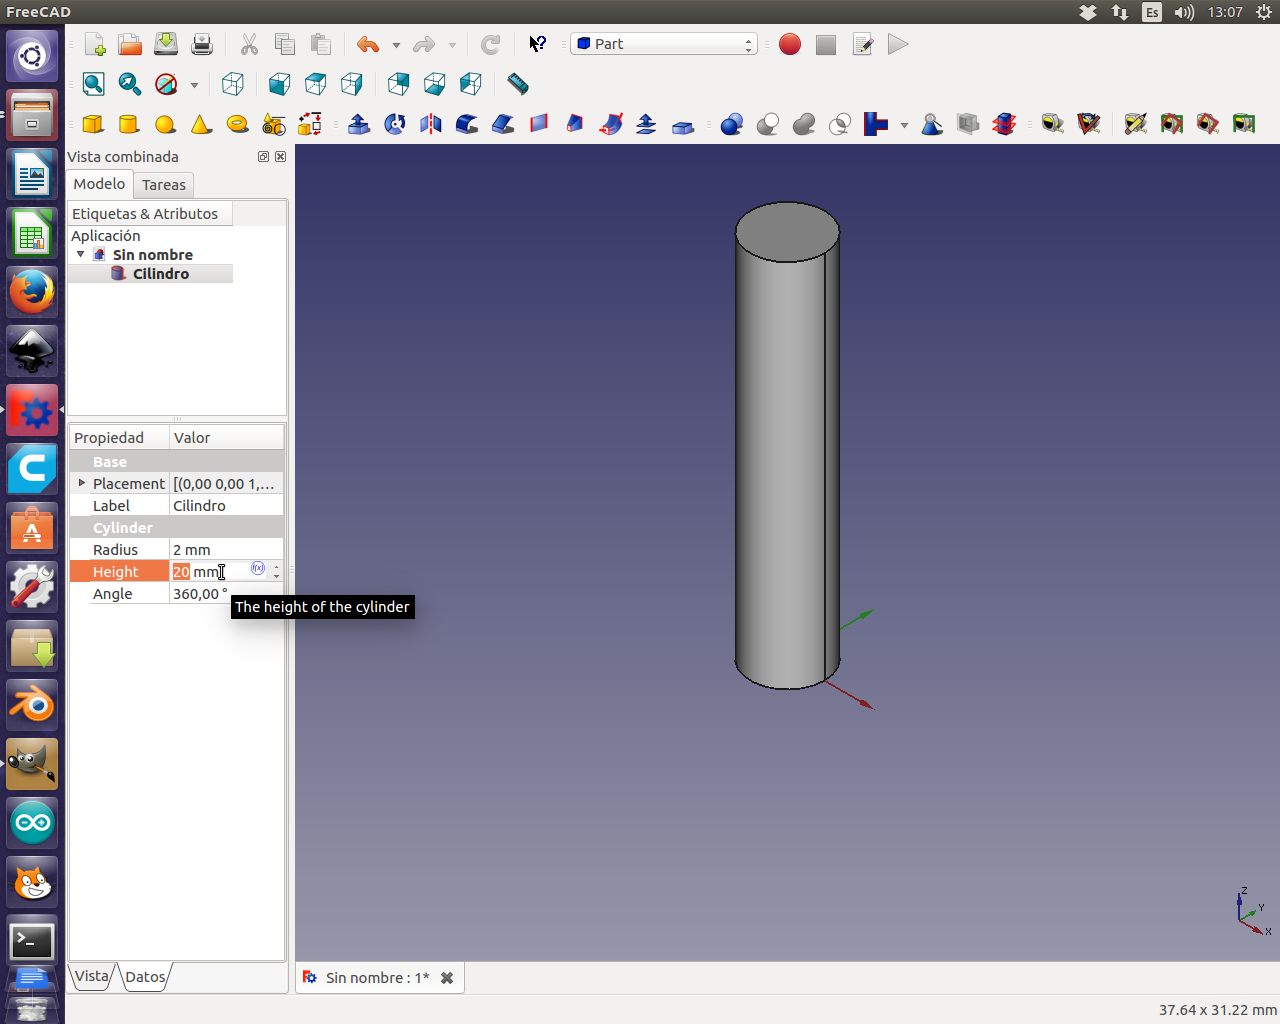 FreeCAD
Es
13:07
Part
Vista combinada
Modelo
Tareas
Etiquetas & Atributos
Aplicación
Sin nombre
Cilindro
Propiedad Valor
Base
Placement [(0,00 0,00 1,...
Label Cilindro
Cylinder
Radius 2 mm
Height 20 mm f(x)
Angle 360,00 °
The height of the cylinder
Z
Y
X
Vista
Datos
Sin nombre : 1*
37.64 x 31.22 mm